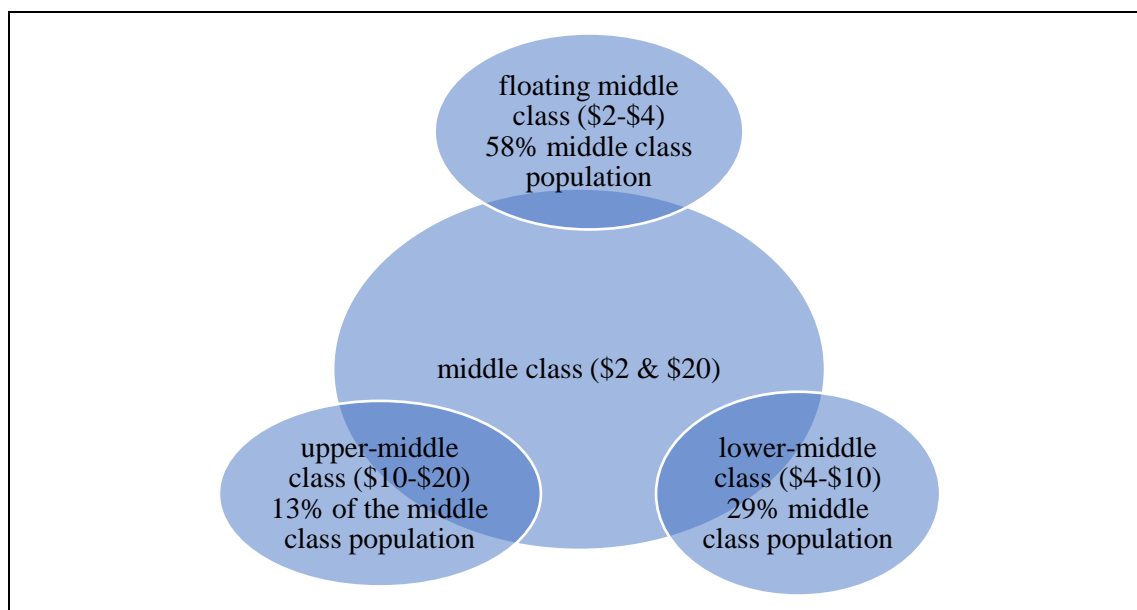 floating middle
class ($2-$4)
58% middle class
population
middle class ($2 & $20)
upper-middle
class ($10-$20)
13% of the middle
class population
lower-middle
class ($4-$10)
29% middle
class population